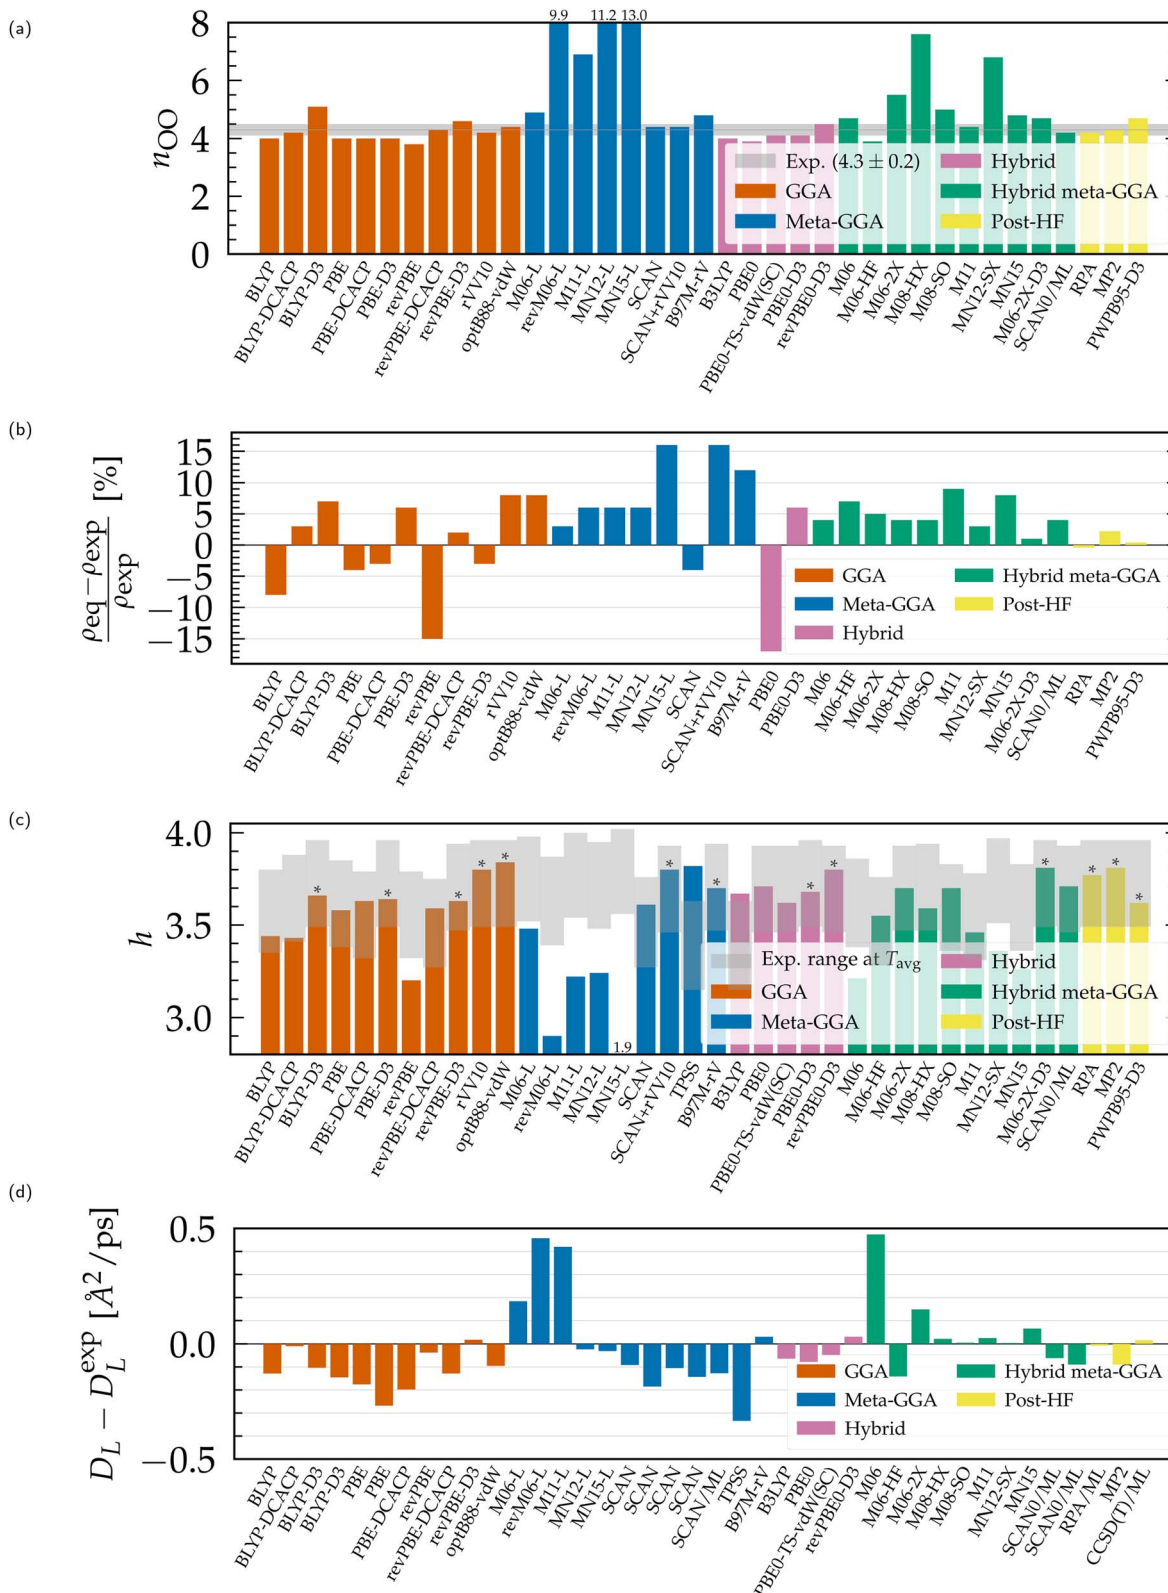 (a)
9.9 11.2 13.0
8
6
4
2
0
nOO
Exp. (4.3 ± 0.2)
GGA
Meta-GGA
Hybrid
Hybrid meta-GGA
Post-HF
BLYP
BLYP-DCACP
BLYP-D3
PBE
PBE-DCACP
PBE-D3
revPBE
revPBE-DCACP
revPBE-D3
rVV10
optB88-vdW
M06-L
revM06-L
M11-L
MN12-L
MN15-L
SCAN
SCAN+rVV10
B97M-rV
B3LYP
PBE0
PBE0-TS-vdW(SC)
PBE0-D3
revPBE0-D3
M06
M06-HF
M06-2X
M08-HX
M08-SO
M11
MN12-SX
MN15
M06-2X-D3
SCAN0/ML
RPA
MP2
PWPB95-D3
(b)
15
10
5
0
−5
−10
−15
ρeq−ρexp
ρexp
[%]
GGA
Meta-GGA
Hybrid
Hybrid meta-GGA
Post-HF
BLYP
BLYP-DCACP
BLYP-D3
PBE
PBE-DCACP
PBE-D3
revPBE
revPBE-DCACP
revPBE-D3
rVV10
optB88-vdW
M06-L
revM06-L
M11-L
MN12-L
MN15-L
SCAN
SCAN+rVV10
B97M-rV
PBE0
PBE0-D3
M06
M06-HF
M06-2X
M08-HX
M08-SO
M11
MN12-SX
MN15
M06-2X-D3
SCAN0/ML
RPA
MP2
PWPB95-D3
(c)
4.0
3.5
3.0
h
* * * * * * * * * * * * *
1.9
Exp. range at Tavg
GGA
Meta-GGA
Hybrid
Hybrid meta-GGA
Post-HF
BLYP
BLYP-DCACP
BLYP-D3
PBE
PBE-DCACP
PBE-D3
revPBE
revPBE-DCACP
revPBE-D3
rVV10
optB88-vdW
M06-L
revM06-L
M11-L
MN12-L
MN15-L
SCAN
SCAN+rVV10
TPSS
B97M-rV
B3LYP
PBE0
PBE0-TS-vdW(SC)
PBE0-D3
revPBE0-D3
M06
M06-HF
M06-2X
M08-HX
M08-SO
M11
MN12-SX
MN15
M06-2X-D3
SCAN0/ML
RPA
MP2
PWPB95-D3
(d)
0.5
0.0
−0.5
D_L − D_L^exp [Å²/ps]
GGA
Meta-GGA
Hybrid
Hybrid meta-GGA
Post-HF
BLYP
BLYP-DCACP
BLYP-D3
BLYP-D3
PBE
PBE
PBE-DCACP
revPBE
revPBE-DCACP
revPBE-D3
optB88-vdW
M06-L
revM06-L
M11-L
MN12-L
MN15-L
SCAN
SCAN
SCAN
SCAN
SCAN/ML
TPSS
B97M-rV
B3LYP
PBE0
PBE0-TS-vdW(SC)
revPBE0-D3
M06
M06-HF
M06-2X
M08-HX
M08-SO
M11
MN12-SX
MN15
SCAN0/ML
SCAN0/ML
RPA/ML
MP2
CCSD(T)/ML